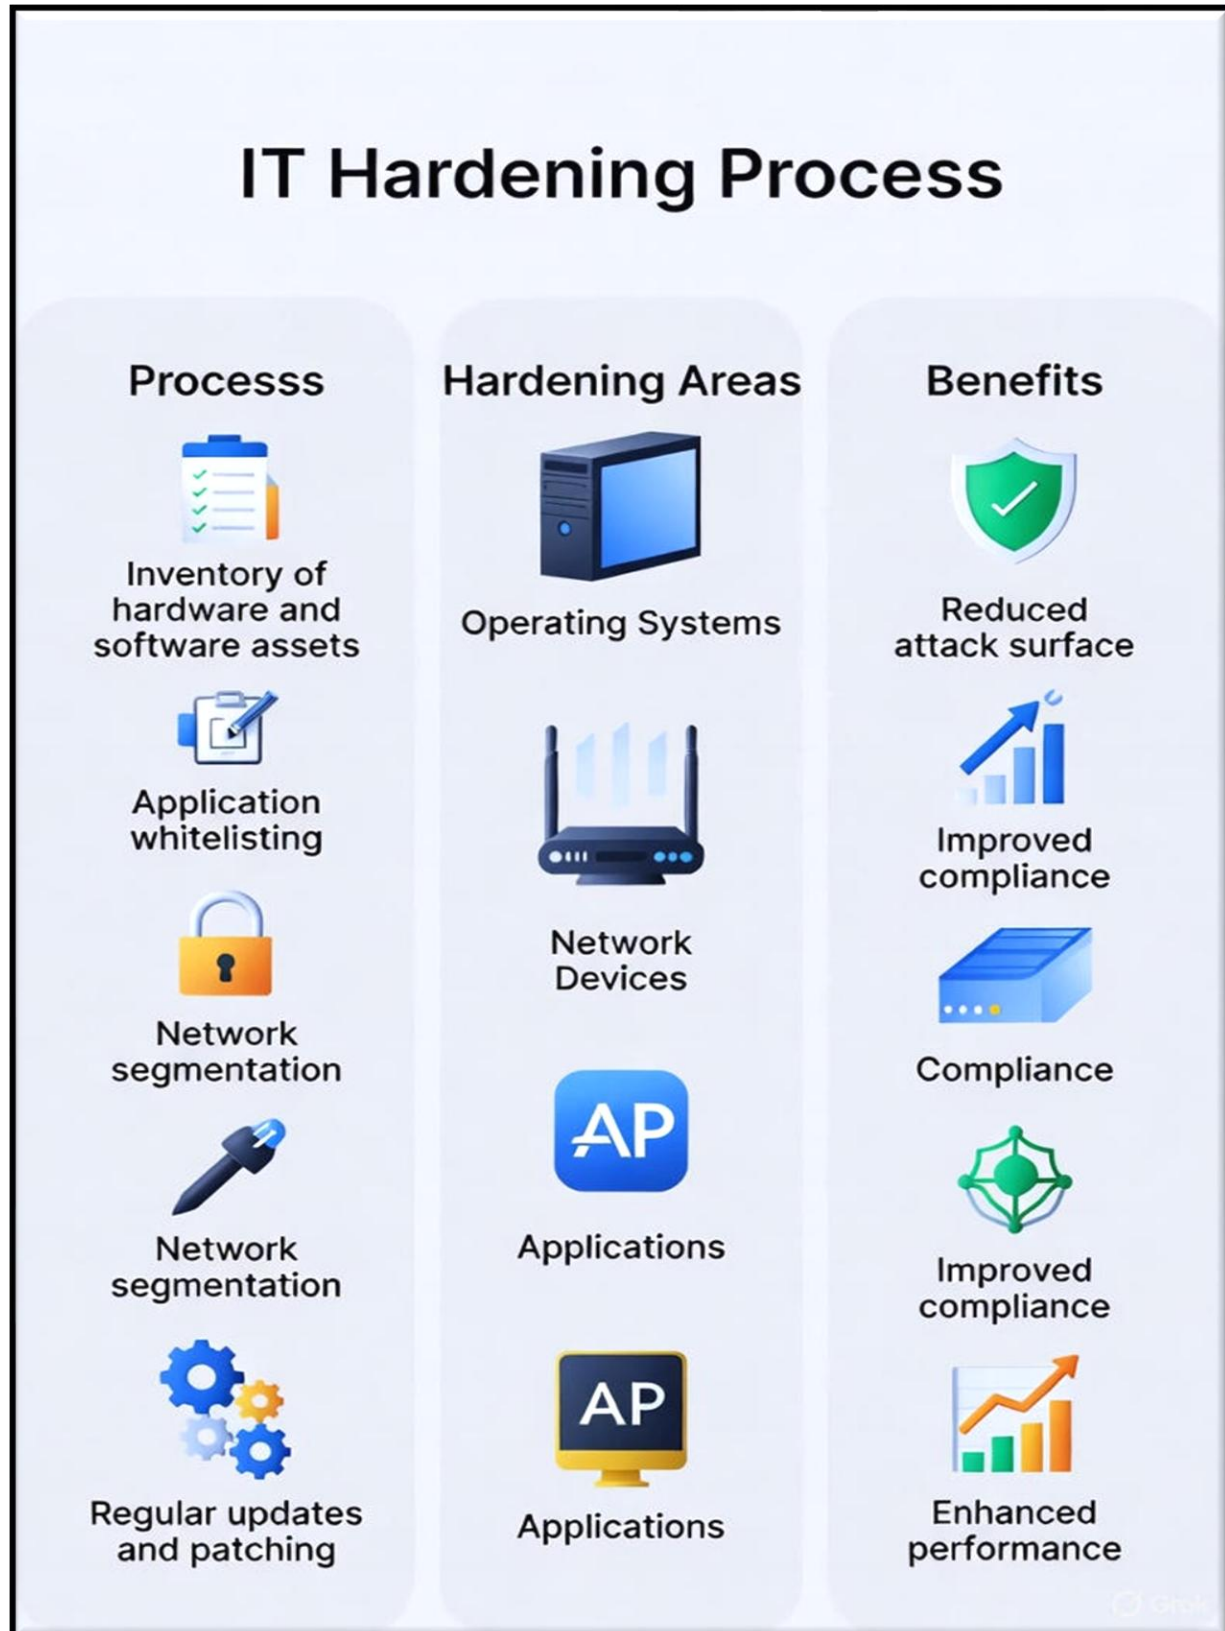 IT Hardening Process
Processs
Inventory of
hardware and
software assets
Application
whitelisting
Network
segmentation
Network
segmentation
Regular updates
and patching
Hardening Areas
Operating Systems
Network
Devices
AP
Applications
AP
Applications
Benefits
Reduced
attack surface
Improved
compliance
Compliance
Improved
compliance
Enhanced
performance
Grok